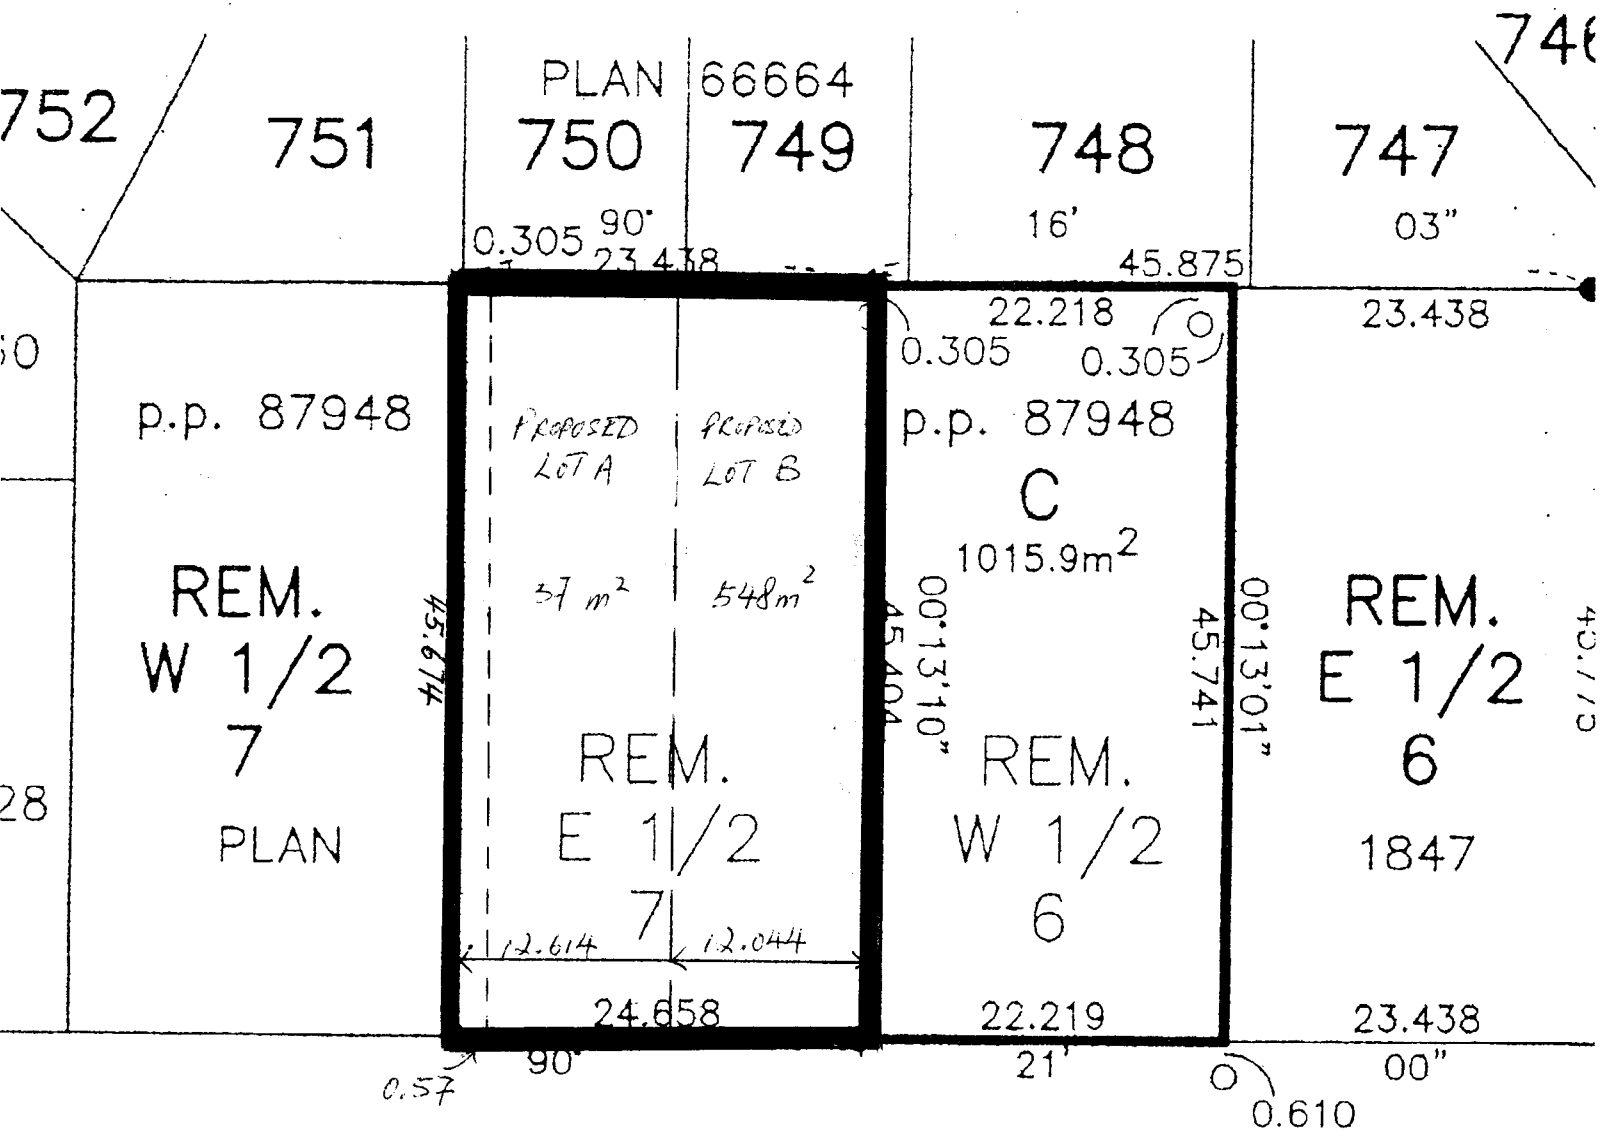 746
PLAN 66664
752
751
750
749
748
747
90°
16'
03"
0.305
23.438
45.875
22.218
23.438
0.305
0.305
p.p. 87948
PROPOSED
LOT A
PROPOSED
LOT B
p.p. 87948
C
1015.9m²
548m²
REM.
W 1/2
7
PLAN
45.674
REM.
E 1/2
7
45.404
00°13'10"
REM.
W 1/2
6
45.741
00°13'01"
REM.
E 1/2
6
1847
45.775
28
12.614
12.044
24.658
22.219
23.438
90°
21'
00"
0.57
0.610